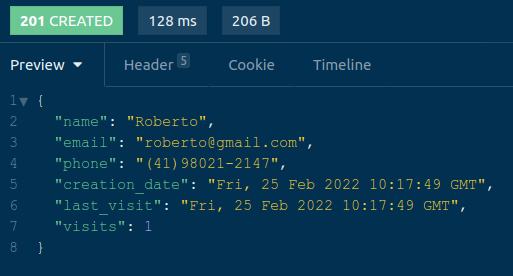 201 CREATED 128 ms 206 B
Preview Header 5 Cookie Timeline
1 {
2 "name": "Roberto",
3 "email": "roberto@gmail.com",
4 "phone": "(41)98021-2147",
5 "creation_date": "Fri, 25 Feb 2022 10:17:49 GMT",
6 "last_visit": "Fri, 25 Feb 2022 10:17:49 GMT",
7 "visits": 1
8 }